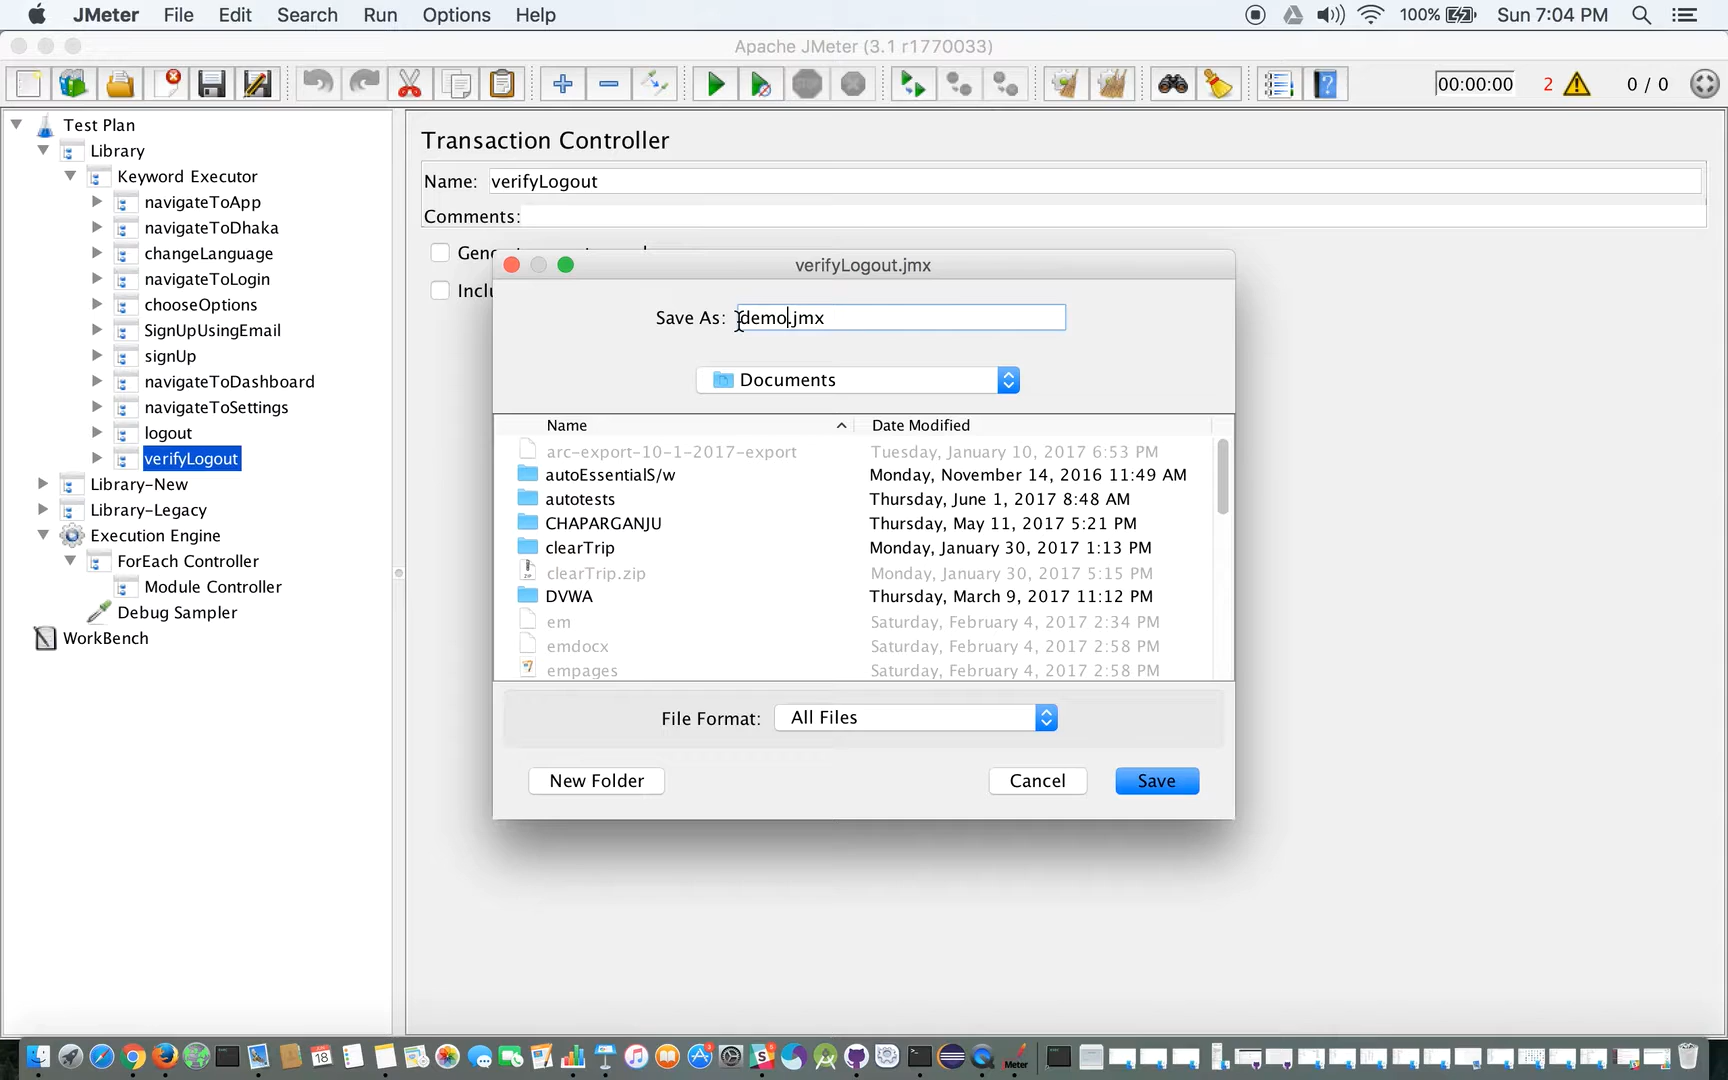 JMeter File Edit Search Run Options Help 100% Sun 7:04 PM
Apache JMeter (3.1 r1770033)
00:00:00 2 0 / 0
Test Plan
Library
Keyword Executor
navigateToApp
navigateToDhaka
changeLanguage
navigateToLogin
chooseOptions
SignUpUsingEmail
signUp
navigateToDashboard
navigateToSettings
logout
verifyLogout
Library-New
Library-Legacy
Execution Engine
ForEach Controller
Module Controller
Debug Sampler
WorkBench
Transaction Controller
Name: verifyLogout
Comments:
verifyLogout.jmx
Save As: demo.jmx
Documents
Name Date Modified
arc-export-10-1-2017-export Tuesday, January 10, 2017 6:53 PM
autoEssentialS/w Monday, November 14, 2016 11:49 AM
autotests Thursday, June 1, 2017 8:48 AM
CHAPARGANJU Thursday, May 11, 2017 5:21 PM
clearTrip Monday, January 30, 2017 1:13 PM
clearTrip.zip Monday, January 30, 2017 5:15 PM
DVWA Thursday, March 9, 2017 11:12 PM
em Saturday, February 4, 2017 2:34 PM
emdocx Saturday, February 4, 2017 2:58 PM
empages Saturday, February 4, 2017 2:58 PM
File Format: All Files
New Folder Cancel Save